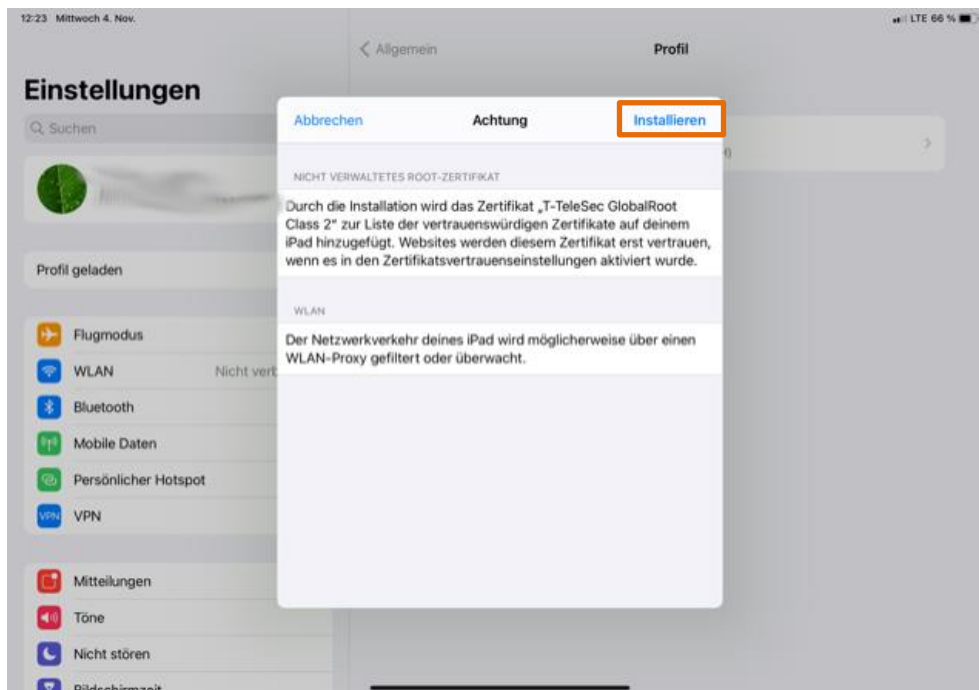 12:23 Mittwoch 4. Nov.
LTE 66 %
Allgemein
Profil
Einstellungen
Suchen
Abbrechen
Achtung
Installieren
NICHT VERWALTETES ROOT-ZERTIFIKAT
Durch die Installation wird das Zertifikat „T-TeleSec GlobalRoot
Class 2“ zur Liste der vertrauenswürdigen Zertifikate auf deinem
iPad hinzugefügt. Websites werden diesem Zertifikat erst vertrauen,
wenn es in den Zertifikatsvertrauenseinstellungen aktiviert wurde.
WLAN
Der Netzwerkverkehr deines iPad wird möglicherweise über einen
WLAN-Proxy gefiltert oder überwacht.
Profil geladen
Flugmodus
WLAN Nicht
Bluetooth
Mobile Daten
Persönlicher Hotspot
VPN VPN
Mitteilungen
Töne
Nicht stören
Bildschirmzeit